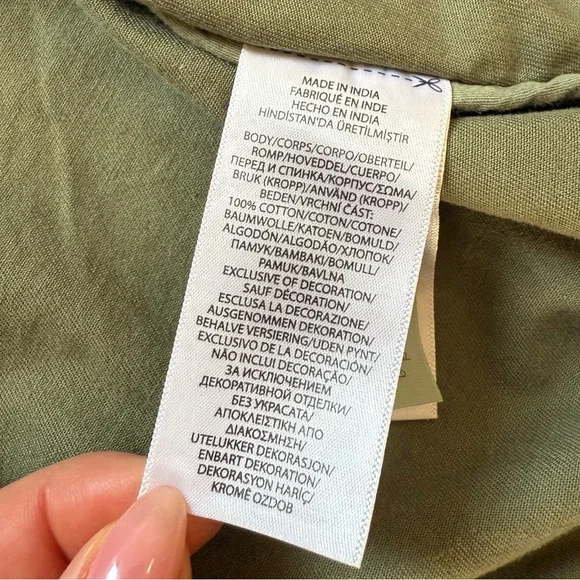 MADE IN INDIA
FABRIQUÉ EN INDE
HECHO EN INDIA
HİNDİSTAN'DA ÜRETİLMİŞTİR
BODY/CORPS/CORPO/OBERTEIL/
ROMP/HOVEDDEL/CUERPO/
ПЕРЕД И СПИНКА/КОРПУС/ΣΩΜΑ/
BRUK (KROPP)/ANVÄND (KROPP)/
BEDEN/VRCHNÍ ČÁST:
100% COTTON/COTON/COTONE/
BAUMWOLLE/KATOEN/BOMULD/
ALGODÓN/ALGODÃO/ХЛОПОК/
ПАМУК/ΒΑΜΒΑΚΙ/BOMULL/
PAMUK/BAVLNA
EXCLUSIVE OF DECORATION/
SAUF DÉCORATION/
ESCLUSA LA DECORAZIONE/
AUSGENOMMEN DEKORATION/
BEHALVE VERSIERING/UDEN PYNT/
EXCLUSIVO DE LA DECORACIÓN/
NÃO INCLUI DECORAÇÃO/
ЗА ИСКЛЮЧЕНИЕМ
ДЕКОРАТИВНОЙ ОТДЕЛКИ/
БЕЗ УКРАСАТА/
ΑΠΟΚΛΕΙΣΤΙΚΗ ΑΠΟ
ΔΙΑΚΟΣΜΗΣΗ/
UTELUKKER DEKORASJON/
ENBART DEKORATION/
DEKORASYON HARİÇ/
KROMĚ OZDOB